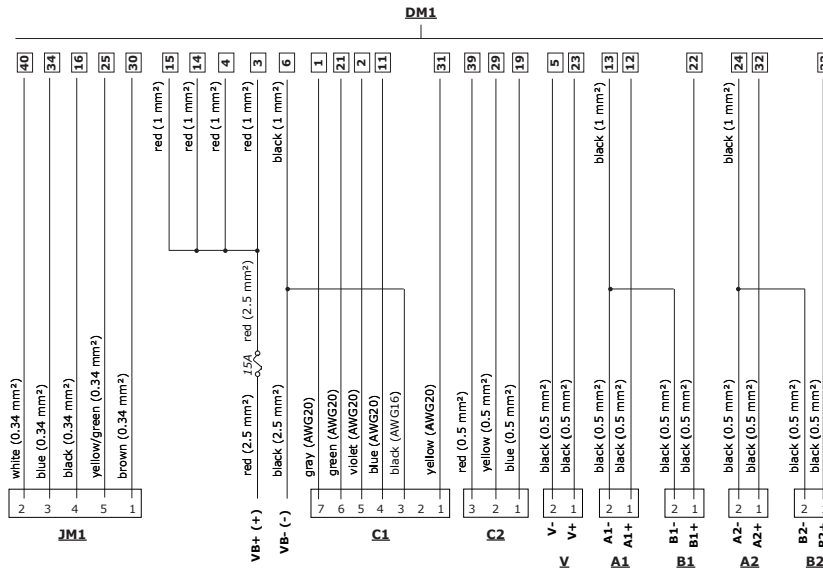 DM1
40 34 16 25 30 15 14 4 3 6 1 21 2 11 31 39 29 19 5 23 13 12 22 24 32
red (1 mm²)
red (1 mm²)
red (1 mm²)
red (1 mm²)
black (1 mm²)
black (1 mm²)
black (1 mm²)
red (2.5 mm²)
15A
white (0.34 mm²)
blue (0.34 mm²)
black (0.34 mm²)
yellow/green (0.34 mm²)
brown (0.34 mm²)
red (2.5 mm²)
black (2.5 mm²)
gray (AWG20)
green (AWG20)
violet (AWG20)
blue (AWG20)
black (AWG16)
yellow (AWG20)
red (0.5 mm²)
yellow (0.5 mm²)
blue (0.5 mm²)
black (0.5 mm²)
black (0.5 mm²)
black (0.5 mm²)
black (0.5 mm²)
black (0.5 mm²)
black (0.5 mm²)
black (0.5 mm²)
black (0.5 mm²)
black (0.5 mm²)
2 3 4 5 1 7 6 5 4 3 2 1 3 2 1 2 1 2 1 2 1 2 1 2
VB+ (+)
VB- (-)
V-
V+
A1-
A1+
B1-
B1+
A2-
A2+
B2-
JM1 C1 C2
V A1 B1 A2 B2